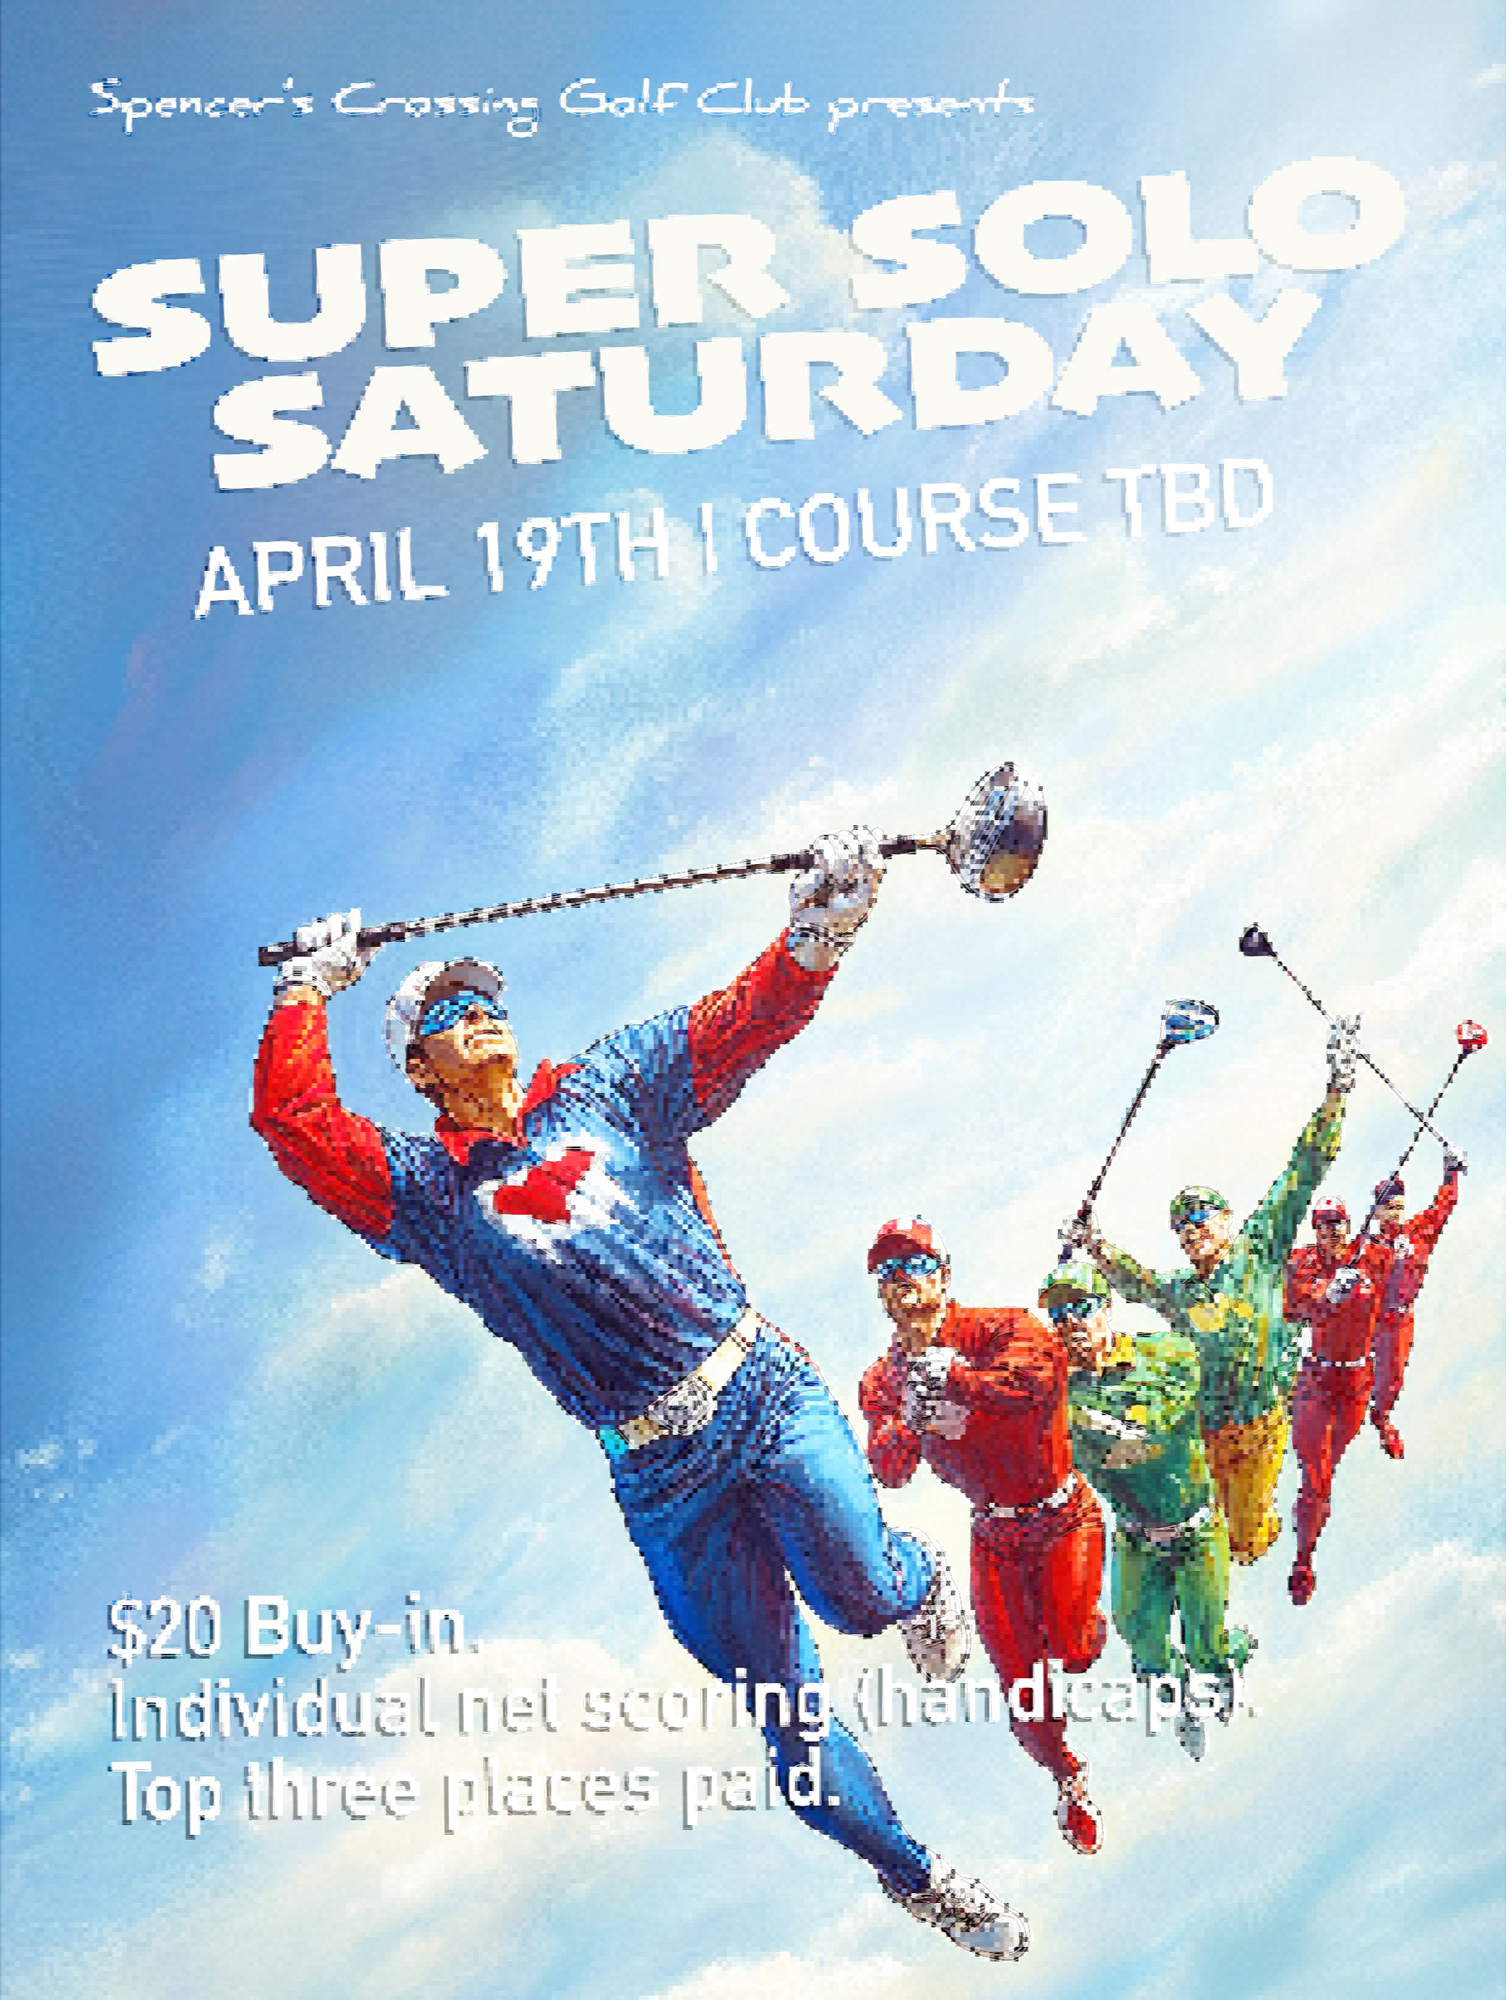 Spencer's Crossing Golf Club presents
SUPER SOLO
SATURDAY
APRIL 19TH | COURSE TBD
$20 Buy-in.
Individual net scoring (handicaps).
Top three places paid.